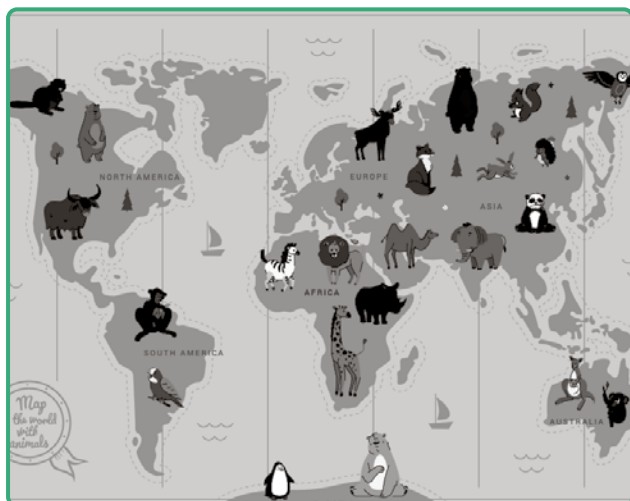 NORTH AMERICA
EUROPE
ASIA
AFRICA
SOUTH AMERICA
AUSTRALIA
Map
the world
with
animals